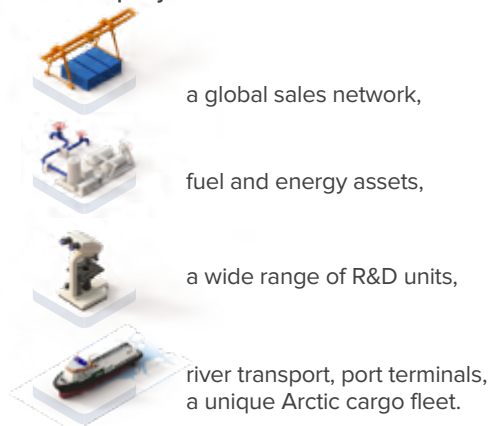 a global sales network,
fuel and energy assets,
a wide range of R&D units,
river transport, port terminals,
a unique Arctic cargo fleet.